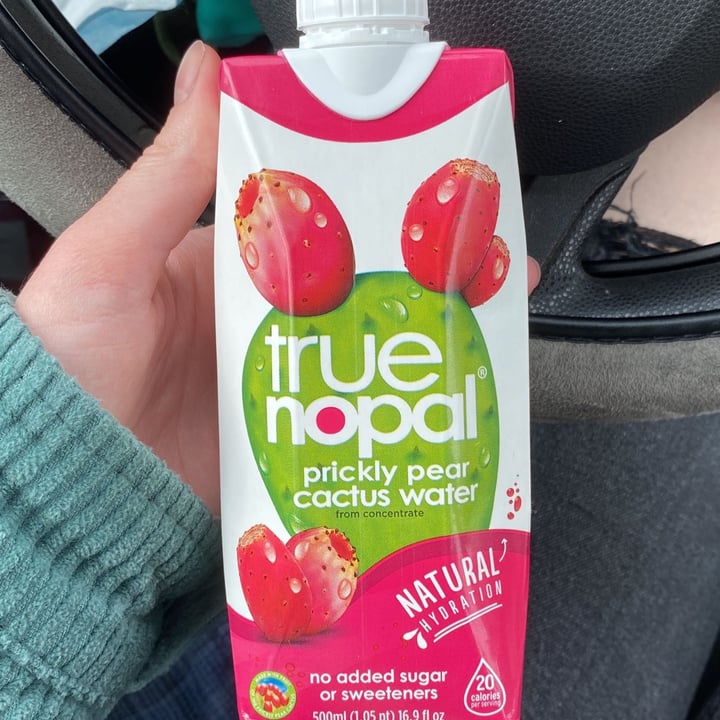 true
nopal®
prickly pear
cactus water
from concentrate
NATURAL
HYDRATION
no added sugar
or sweeteners
20
calories
per serving
500ml (1.05 pt) 16.9 fl oz